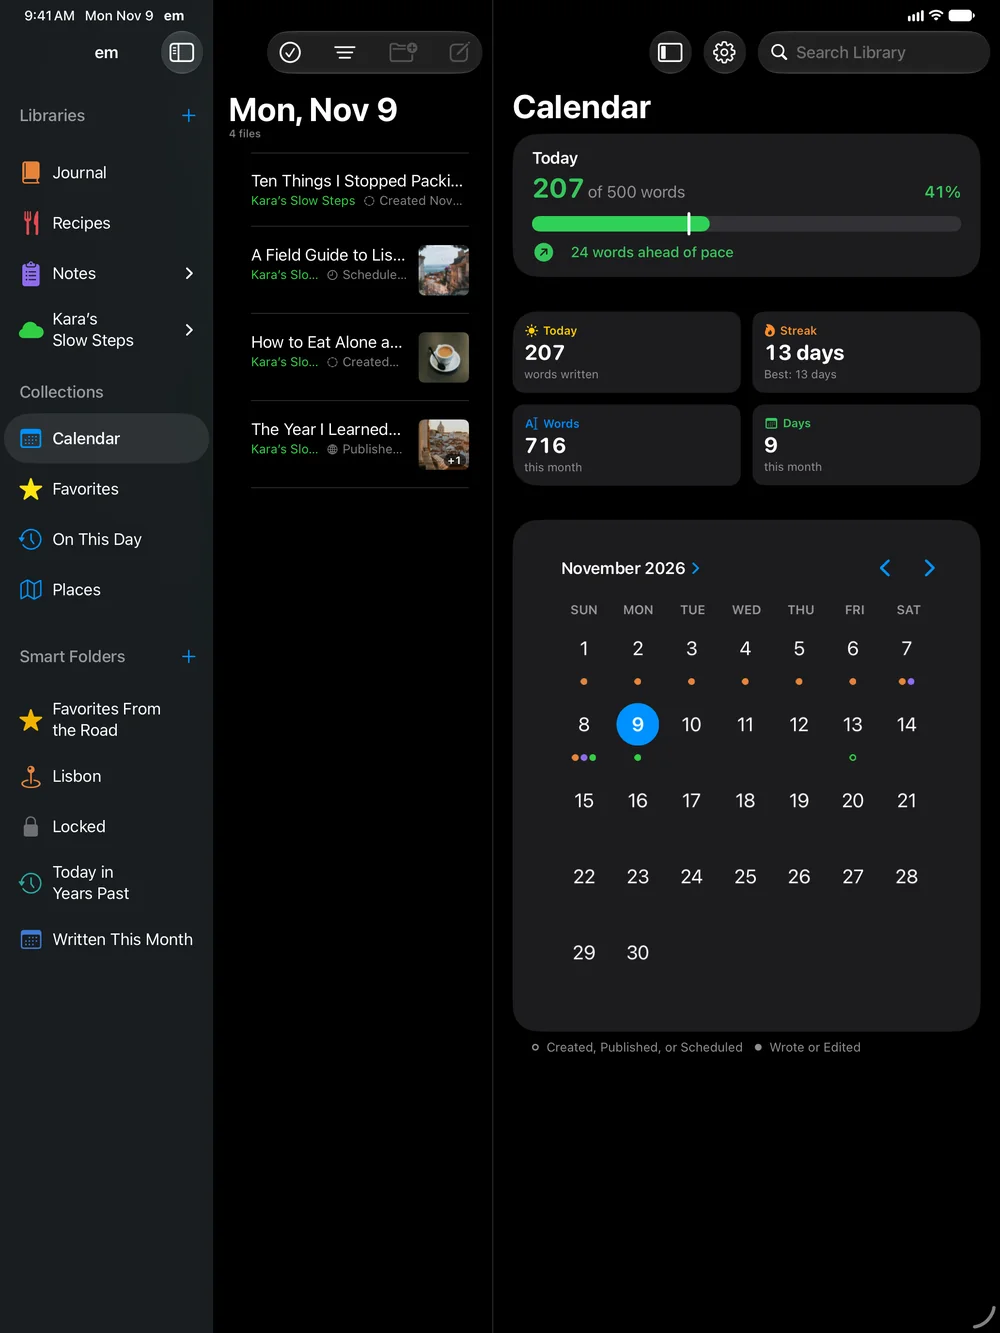 9:41 AM Mon Nov 9 em
em
Libraries
Journal
Recipes
Notes
Kara's
Slow Steps
Collections
Calendar
Favorites
On This Day
Places
Smart Folders
Favorites From
the Road
Lisbon
Locked
Today in
Years Past
Written This Month
Mon, Nov 9
4 files
Ten Things I Stopped Packi...
Kara's Slow Steps Created Nov...
A Field Guide to Lis...
Kara's Slo... Schedule...
How to Eat Alone a...
Kara's Slo... Created...
The Year I Learned...
Kara's Slo... Publishe...
+1
Search Library
Calendar
Today
207 of 500 words 41%
24 words ahead of pace
Today
207
words written
Streak
13 days
Best: 13 days
Words
716
this month
Days
9
this month
November 2026
SUN MON TUE WED THU FRI SAT
1 2 3 4 5 6 7
8 9 10 11 12 13 14
15 16 17 18 19 20 21
22 23 24 25 26 27 28
29 30
Created, Published, or Scheduled Wrote or Edited